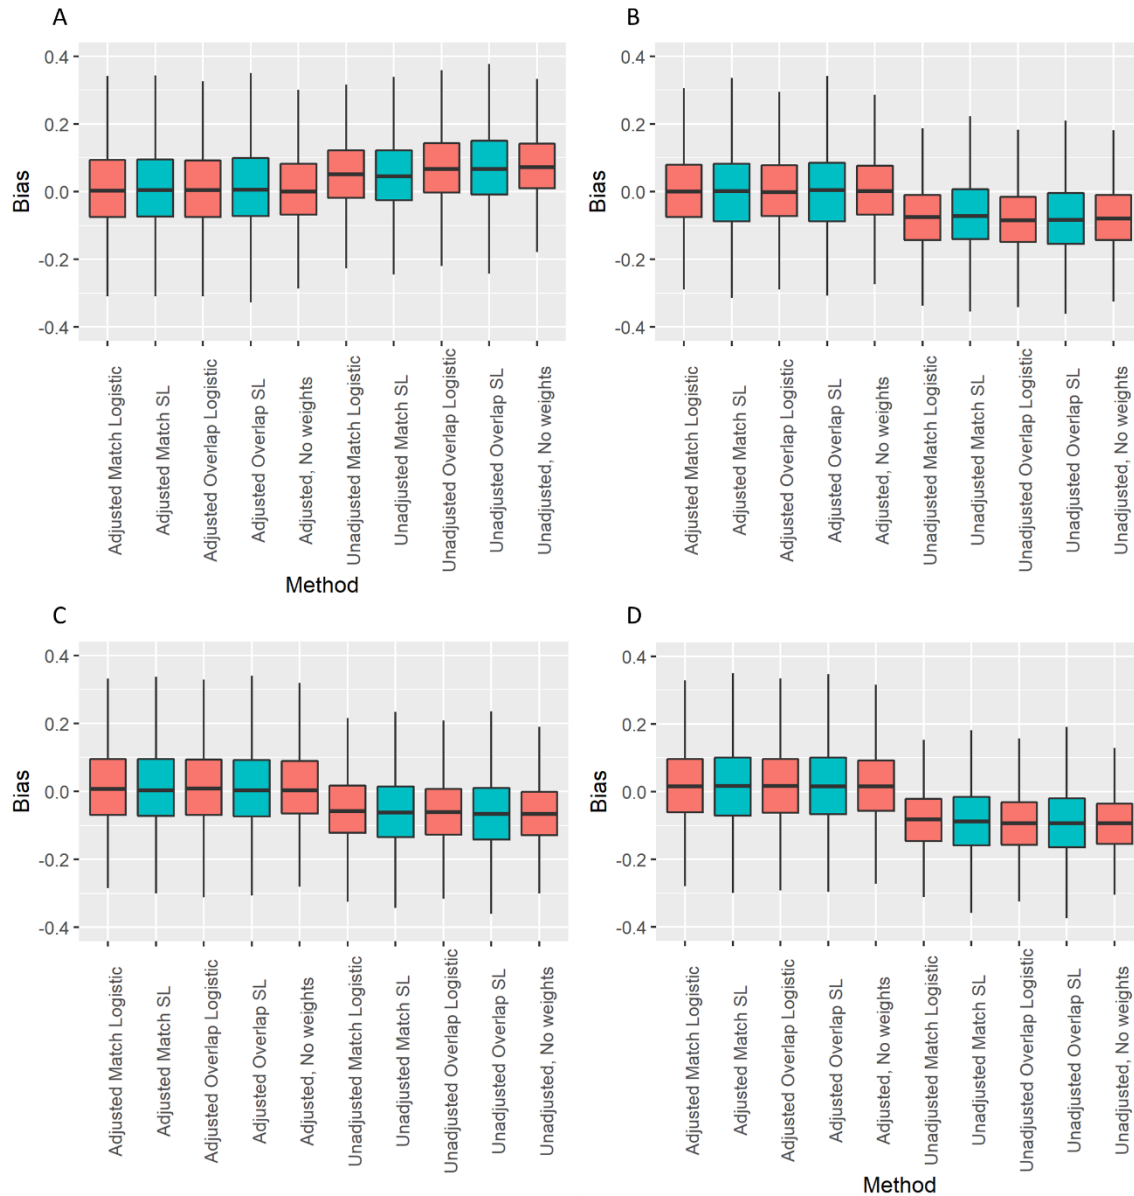 A
Bias
0.4
0.2
0.0
-0.2
-0.4
Adjusted Match Logistic
Adjusted Match SL
Adjusted Overlap Logistic
Adjusted Overlap SL
Adjusted, No weights
Unadjusted Match Logistic
Unadjusted Match SL
Unadjusted Overlap Logistic
Unadjusted Overlap SL
Unadjusted, No weights
Method
B
Bias
0.4
0.2
0.0
-0.2
-0.4
Adjusted Match Logistic
Adjusted Match SL
Adjusted Overlap Logistic
Adjusted Overlap SL
Adjusted, No weights
Unadjusted Match Logistic
Unadjusted Match SL
Unadjusted Overlap Logistic
Unadjusted Overlap SL
Unadjusted, No weights
C
Bias
0.4
0.2
0.0
-0.2
-0.4
Adjusted Match Logistic
Adjusted Match SL
Adjusted Overlap Logistic
Adjusted Overlap SL
Adjusted, No weights
Unadjusted Match Logistic
Unadjusted Match SL
Unadjusted Overlap Logistic
Unadjusted Overlap SL
Unadjusted, No weights
D
Bias
0.4
0.2
0.0
-0.2
-0.4
Adjusted Match Logistic
Adjusted Match SL
Adjusted Overlap Logistic
Adjusted Overlap SL
Adjusted, No weights
Unadjusted Match Logistic
Unadjusted Match SL
Unadjusted Overlap Logistic
Unadjusted Overlap SL
Unadjusted, No weights
Method